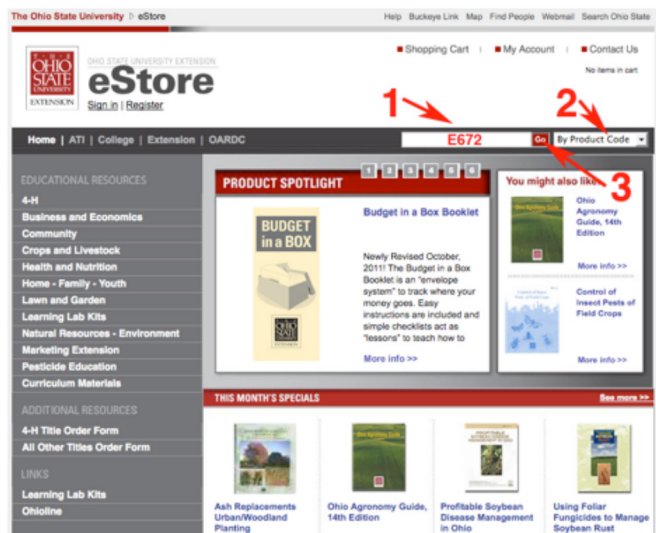 The Ohio State University ▷ eStore
Help Buckeye Link Map Find People Webmail Search Ohio State
Shopping Cart | My Account | Contact Us
No items in cart
T · H · E
OHIO
STATE
UNIVERSITY
EXTENSION
OHIO STATE UNIVERSITY EXTENSION
eStore
Sign in | Register
1
2
Home | ATI | College | Extension | OARDC
E672
Go
By Product Code
3
EDUCATIONAL RESOURCES
4-H
Business and Economics
Community
Crops and Livestock
Health and Nutrition
Home - Family - Youth
Lawn and Garden
Learning Lab Kits
Natural Resources - Environment
Marketing Extension
Pesticide Education
Curriculum Materials
ADDITIONAL RESOURCES
4-H Title Order Form
All Other Titles Order Form
LINKS
Learning Lab Kits
Ohioline
PRODUCT SPOTLIGHT
1 2 3 4 5 6
BUDGET
in a BOX
OHIO
STATE
EXTENSION
Budget in a Box Booklet
Newly Revised October,
2011! The Budget in a Box
Booklet is an "envelope
system" to track where your
money goes. Easy
instructions are included and
simple checklists act as
"lessons" to teach how to
More info >>
You might also like
Ohio
Agronomy
Guide, 14th
Edition
More info >>
Control of
Insect Pests of
Field Crops
More info >>
THIS MONTH'S SPECIALS
See more >>
Ash Replacements
Urban/Woodland
Planting
Ohio Agronomy Guide,
14th Edition
Profitable Soybean
Disease Management
in Ohio
Using Foliar
Fungicides to Manage
Soybean Rust